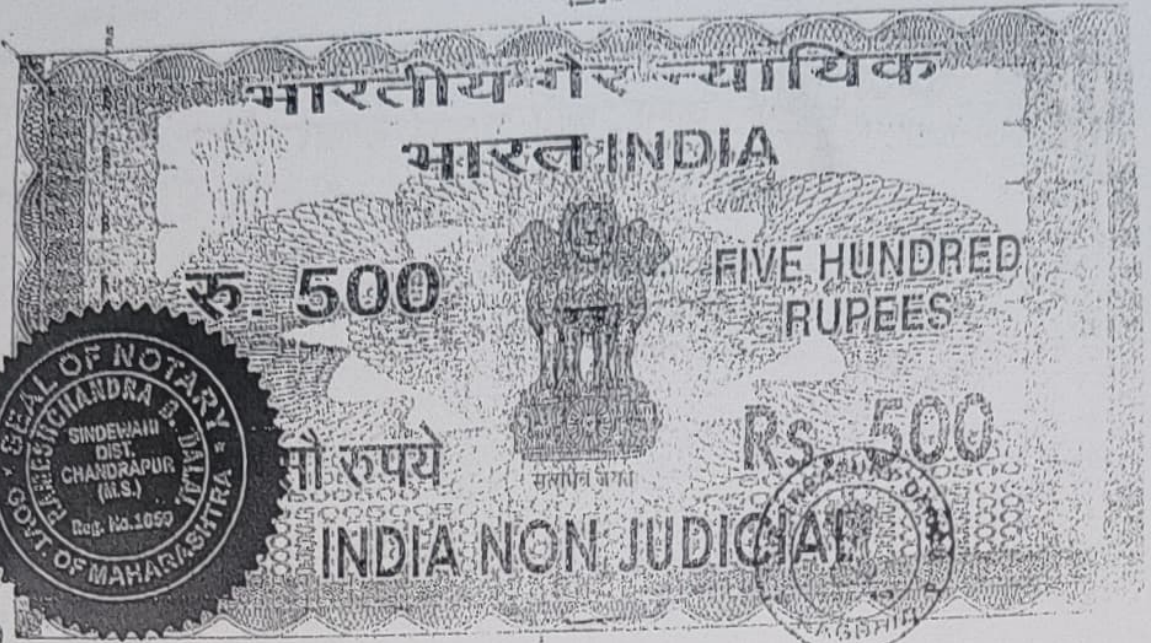 भारतीय गैर न्यायिक
भारत INDIA
रु. 500
FIVE HUNDRED
RUPEES
सौ रुपये
Rs. 500
सत्यमेव जयते
INDIA NON JUDICIAL
SEAL OF NOTARY
RAMESHCHANDRA D. DALAL
SINDEWAHI
DIST.
CHANDRAPUR
(M.S.)
Reg. No.1059
GOVT. OF MAHARASHTRA